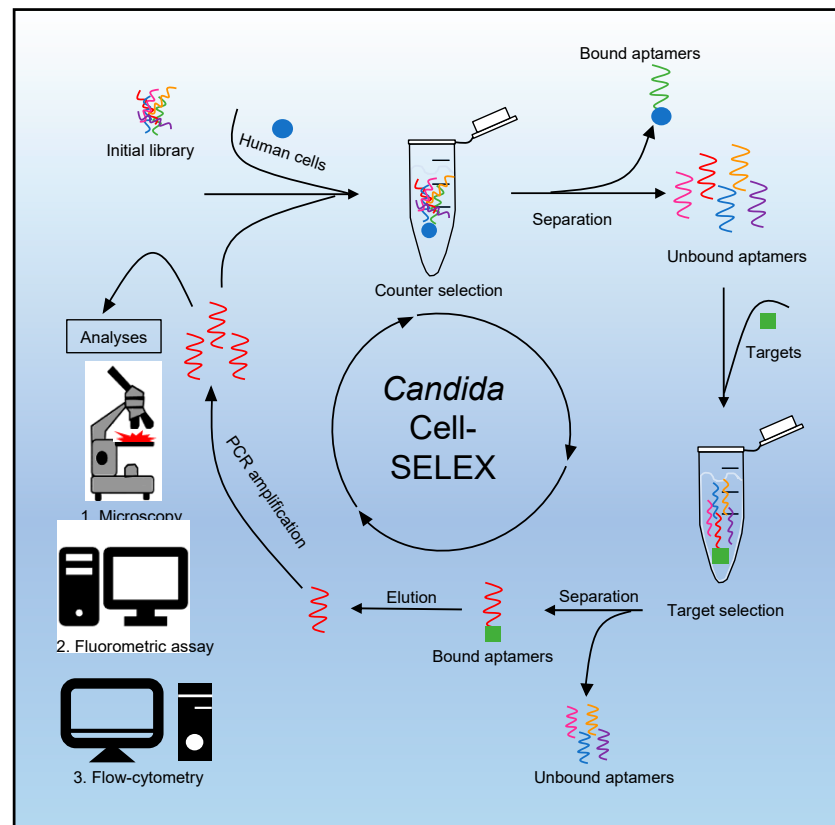 Bound aptamers
Initial library
Human cells
Separation
Unbound aptamers
Counter selection
Analyses
Targets
Candida
Cell-
SELEX
PCR amplification
1. Microscopy
Target selection
Separation
Elution
Bound aptamers
2. Fluorometric assay
Unbound aptamers
3. Flow-cytometry